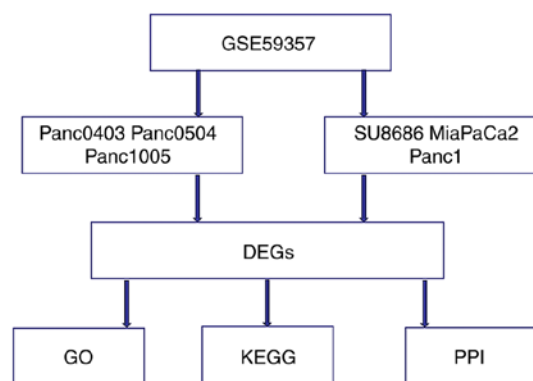 GSE59357
Panc0403 Panc0504
Panc1005
SU8686 MiaPaCa2
Panc1
DEGs
GO
KEGG
PPI